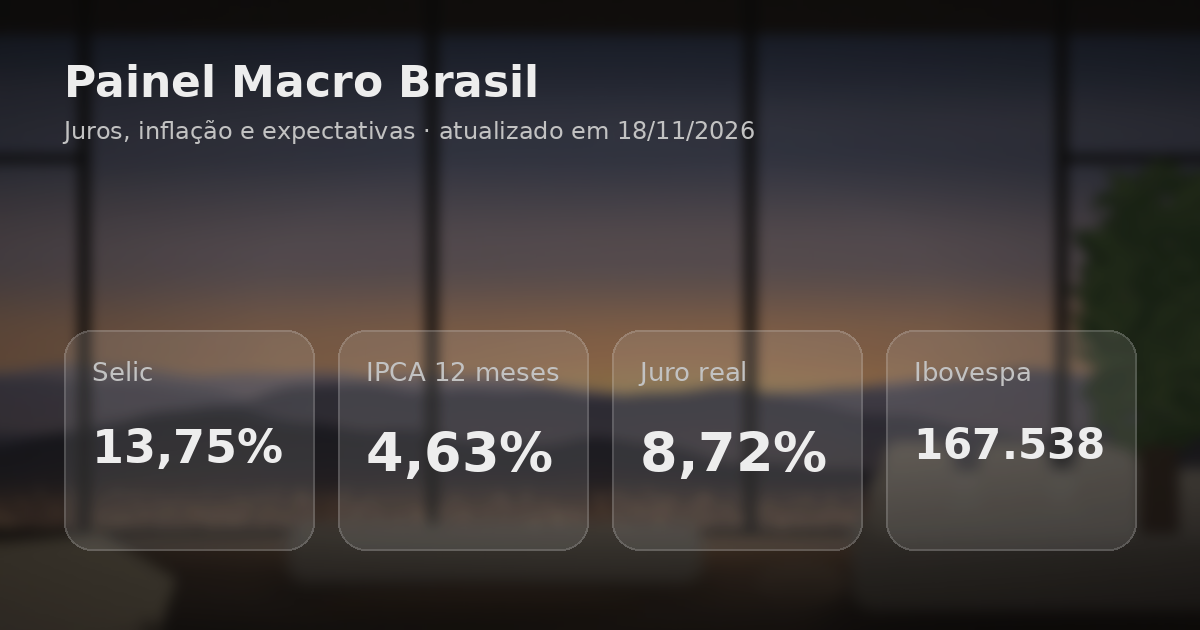 Painel Macro Brasil
Juros, inflação e expectativas · atualizado em 18/11/2026
Selic
13,75%
IPCA 12 meses
4,63%
Juro real
8,72%
Ibovespa
167.538